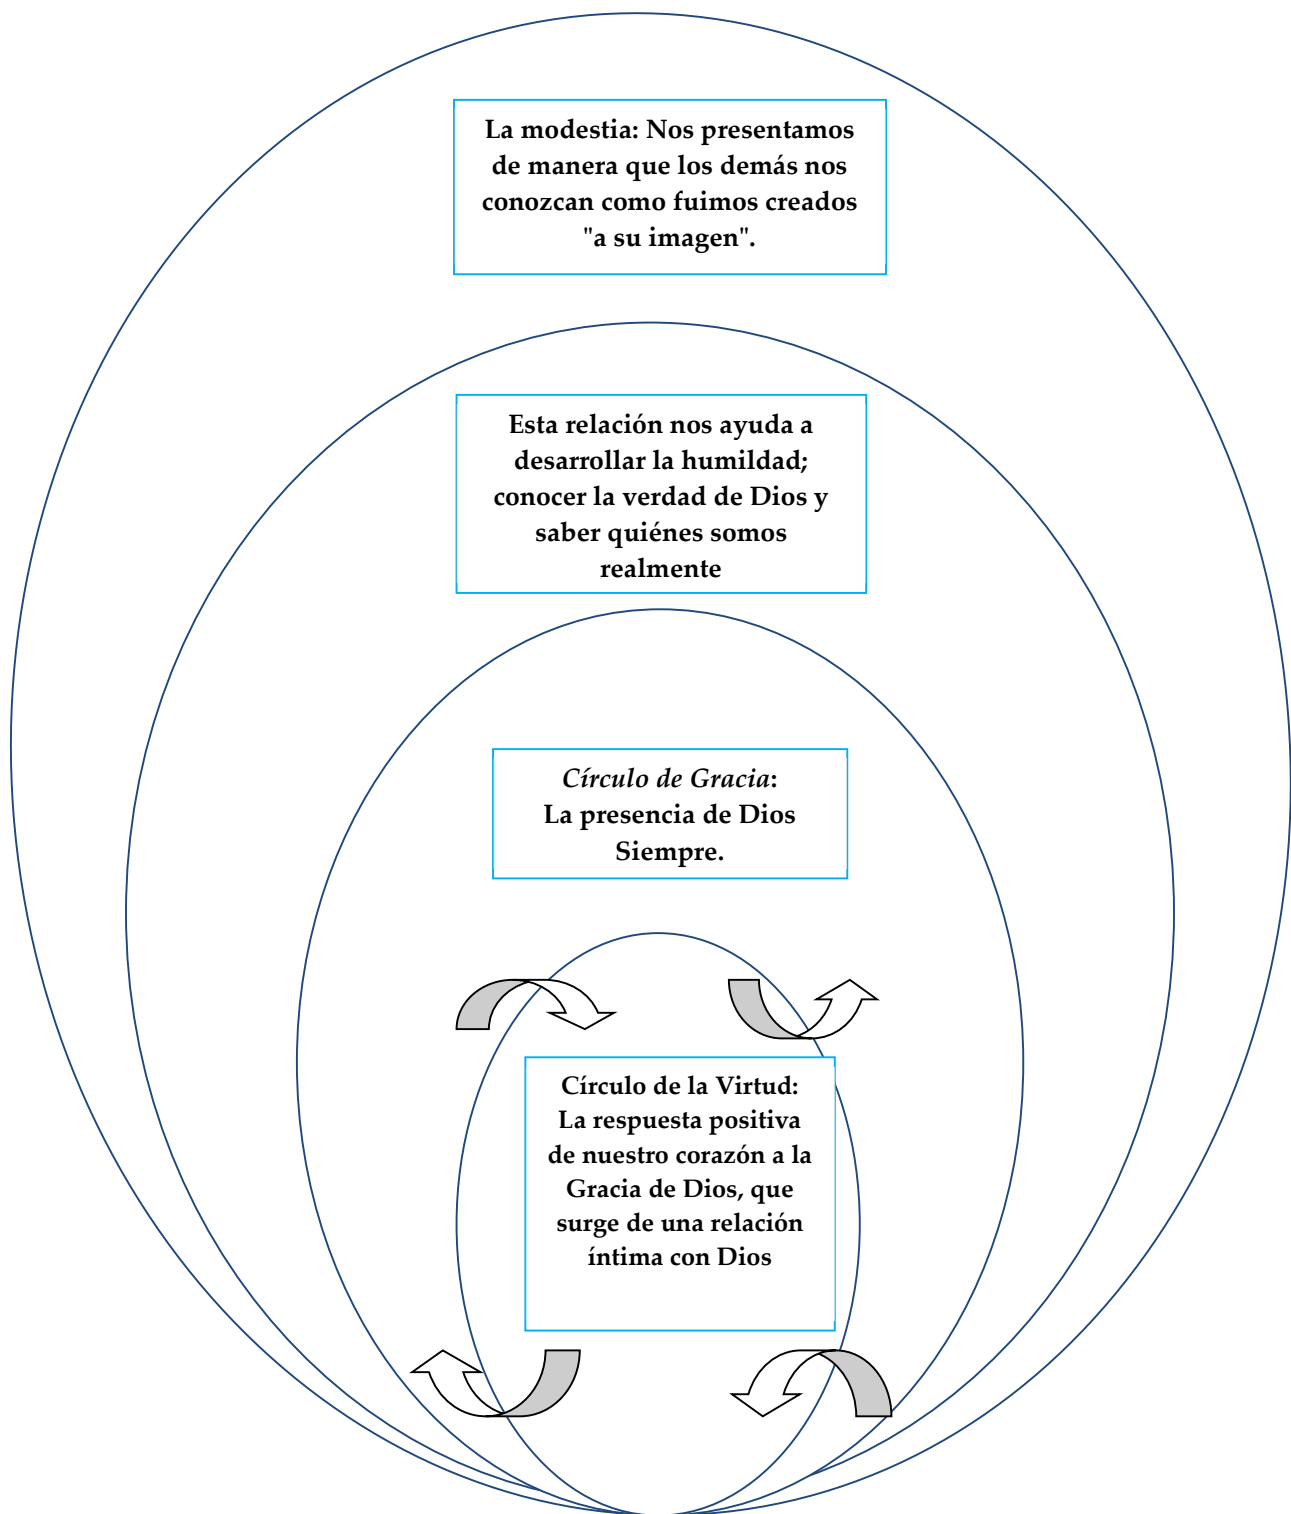 La modestia: Nos presentamos
de manera que los demás nos
conozcan como fuimos creados
"a su imagen".
Esta relación nos ayuda a
desarrollar la humildad;
conocer la verdad de Dios y
saber quiénes somos
realmente
Círculo de Gracia:
La presencia de Dios
Siempre.
Círculo de la Virtud:
La respuesta positiva
de nuestro corazón a la
Gracia de Dios, que
surge de una relación
íntima con Dios